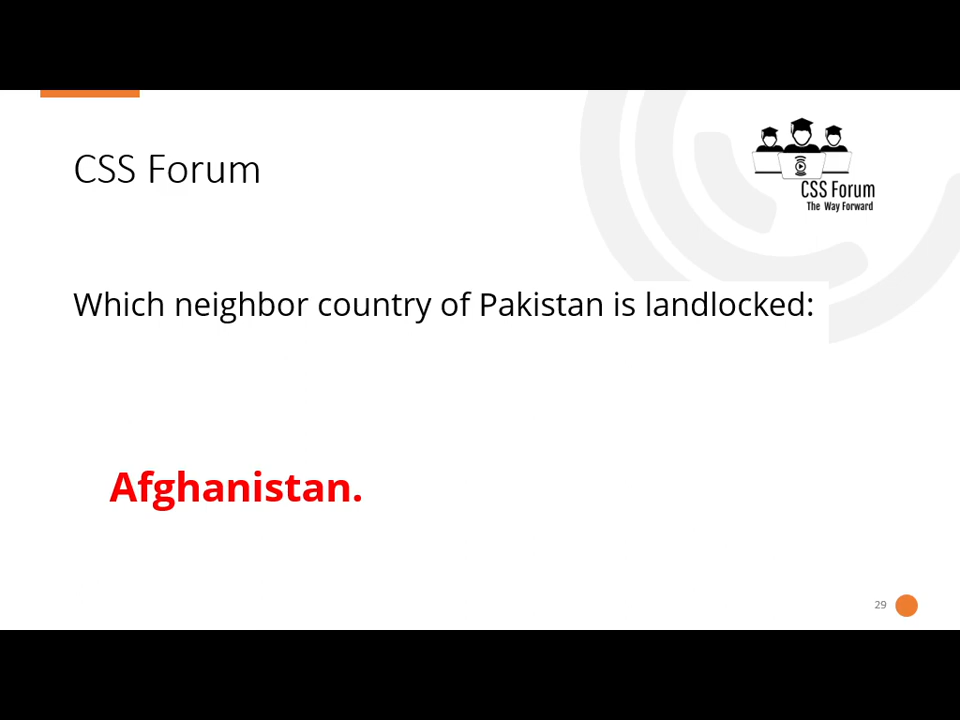 CSS Forum
CSS Forum
The Way Forward
Which neighbor country of Pakistan is landlocked:
Afghanistan.
29